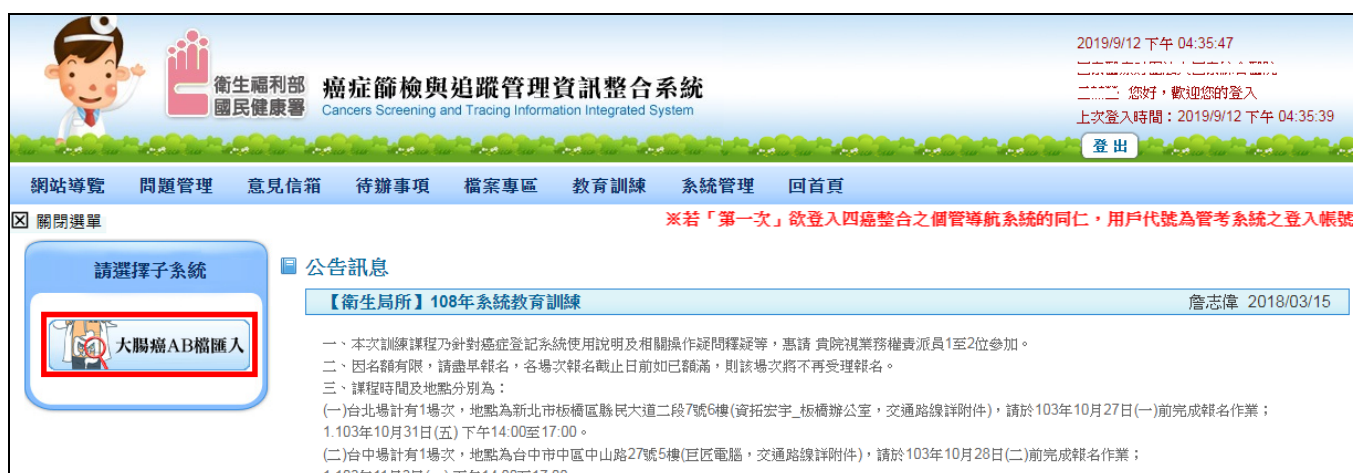 2019/9/12 下午 04:35:47
您好，歡迎您的登入
上次登入時間：2019/9/12 下午 04:35:39
登出
衛生福利部
國民健康署
癌症篩檢與追蹤管理資訊整合系統
Cancers Screening and Tracing Information Integrated System
網站導覽 問題管理 意見信箱 待辦事項 檔案專區 教育訓練 系統管理 回首頁
關閉選單
※若「第一次」欲登入四癌整合之個管導航系統的同仁，用戶代號為管考系統之登入帳號
請選擇子系統
大腸癌AB檔匯入
公告訊息
【衛生局所】108年系統教育訓練 詹志偉 2018/03/15
一、本次訓練課程乃針對癌症登記系統使用說明及相關操作疑問釋疑等，惠請 貴院視業務權責派員1至2位參加。
二、因名額有限，請盡早報名，各場次報名截止日前如已額滿，則該場次將不再受理報名。
三、課程時間及地點分別為：
(一)台北場計有1場次，地點為新北市板橋區縣民大道二段7號6樓(資拓宏宇_板橋辦公室，交通路線詳附件)，請於103年10月27日(一)前完成報名作業；
1.103年10月31日(五) 下午14:00至17:00。
(二)台中場計有1場次，地點為台中市中區中山路27號5樓(巨匠電腦，交通路線詳附件)，請於103年10月28日(二)前完成報名作業；